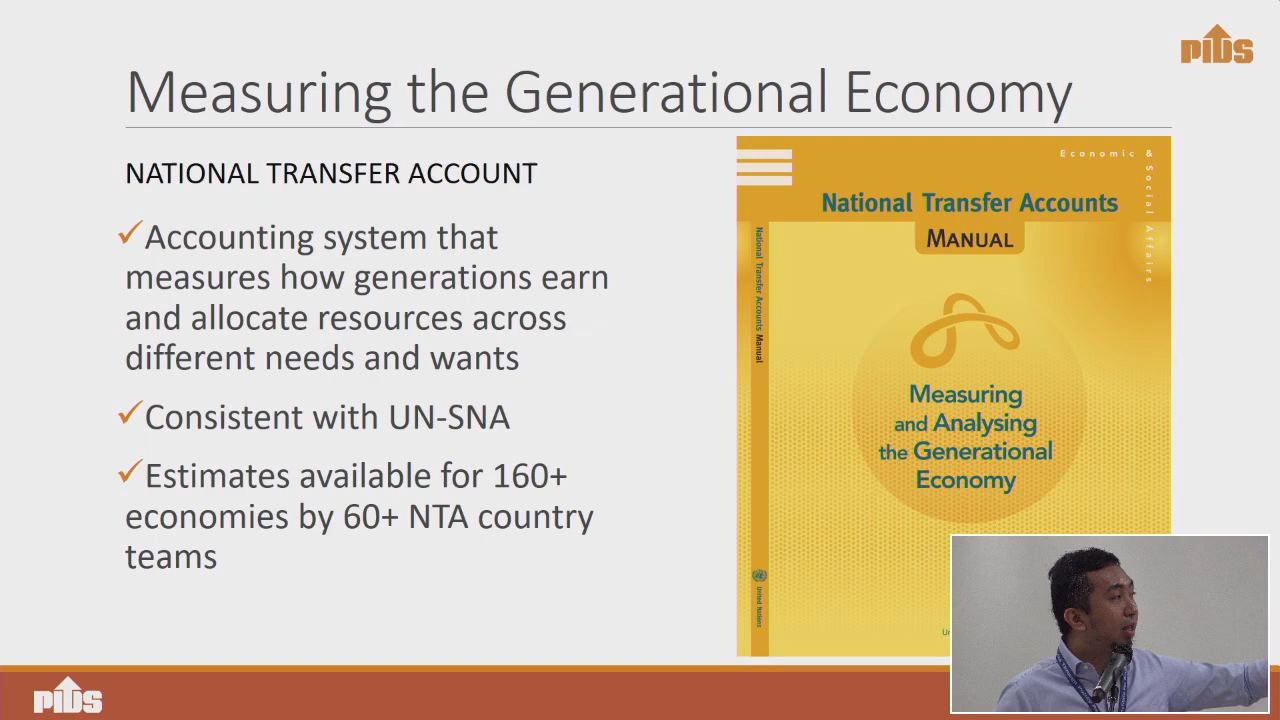 PIDS
Measuring the Generational Economy
NATIONAL TRANSFER ACCOUNT
✓Accounting system that
measures how generations earn
and allocate resources across
different needs and wants
✓Consistent with UN-SNA
✓Estimates available for 160+
economies by 60+ NTA country
teams
Economic &
Social Affairs
National Transfer Accounts
MANUAL
National Transfer Accounts Manual
Measuring
and Analysing
the Generational
Economy
United Nations
PIDS